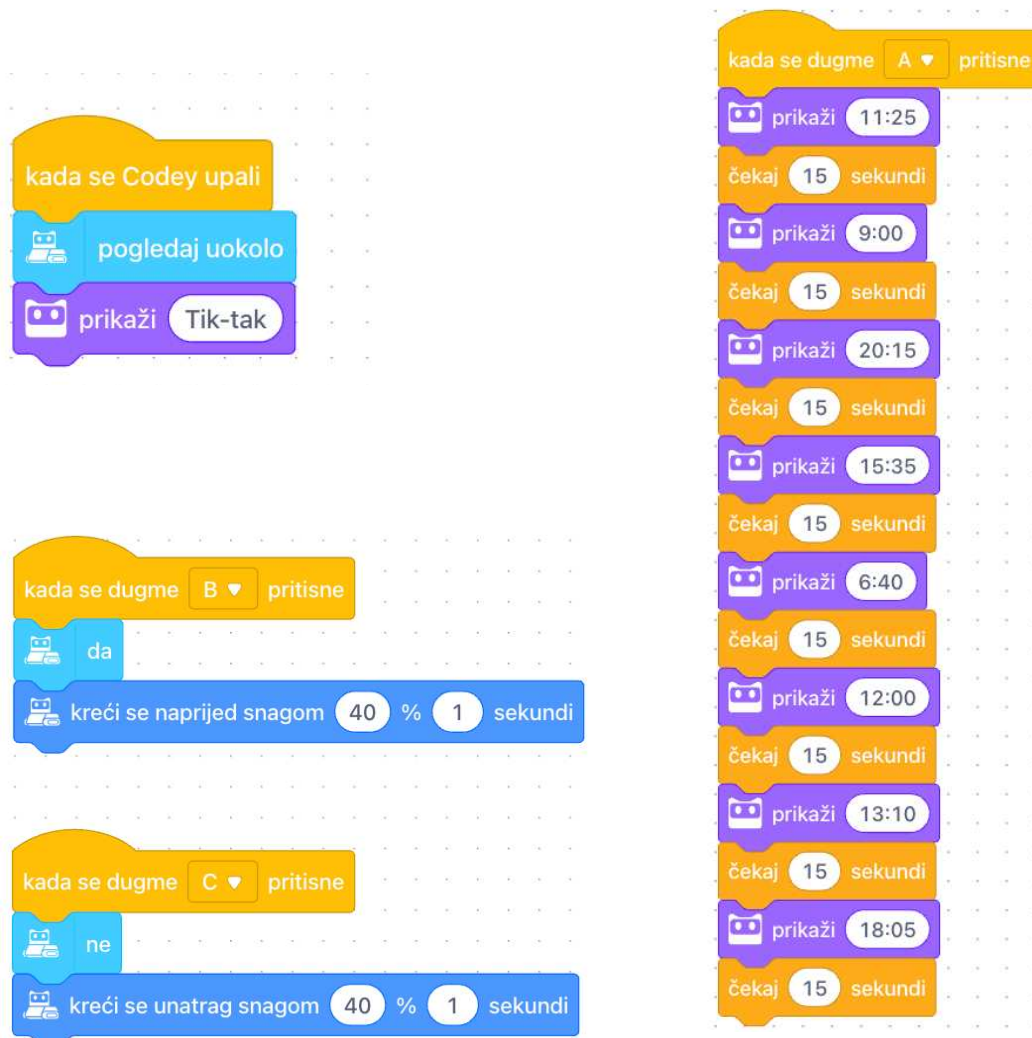 kada se Codey upali
pogledaj uokolo
prikaži Tik-tak
kada se dugme B pritisne
da
kreći se naprijed snagom 40 % 1 sekundi
kada se dugme C pritisne
ne
kreći se unatrag snagom 40 % 1 sekundi
kada se dugme A pritisne
prikaži 11:25
čekaj 15 sekundi
prikaži 9:00
čekaj 15 sekundi
prikaži 20:15
čekaj 15 sekundi
prikaži 15:35
čekaj 15 sekundi
prikaži 6:40
čekaj 15 sekundi
prikaži 12:00
čekaj 15 sekundi
prikaži 13:10
čekaj 15 sekundi
prikaži 18:05
čekaj 15 sekundi